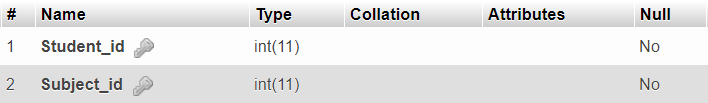 # Name Type Collation Attributes Null
1 Student_id int(11) No
2 Subject_id int(11) No